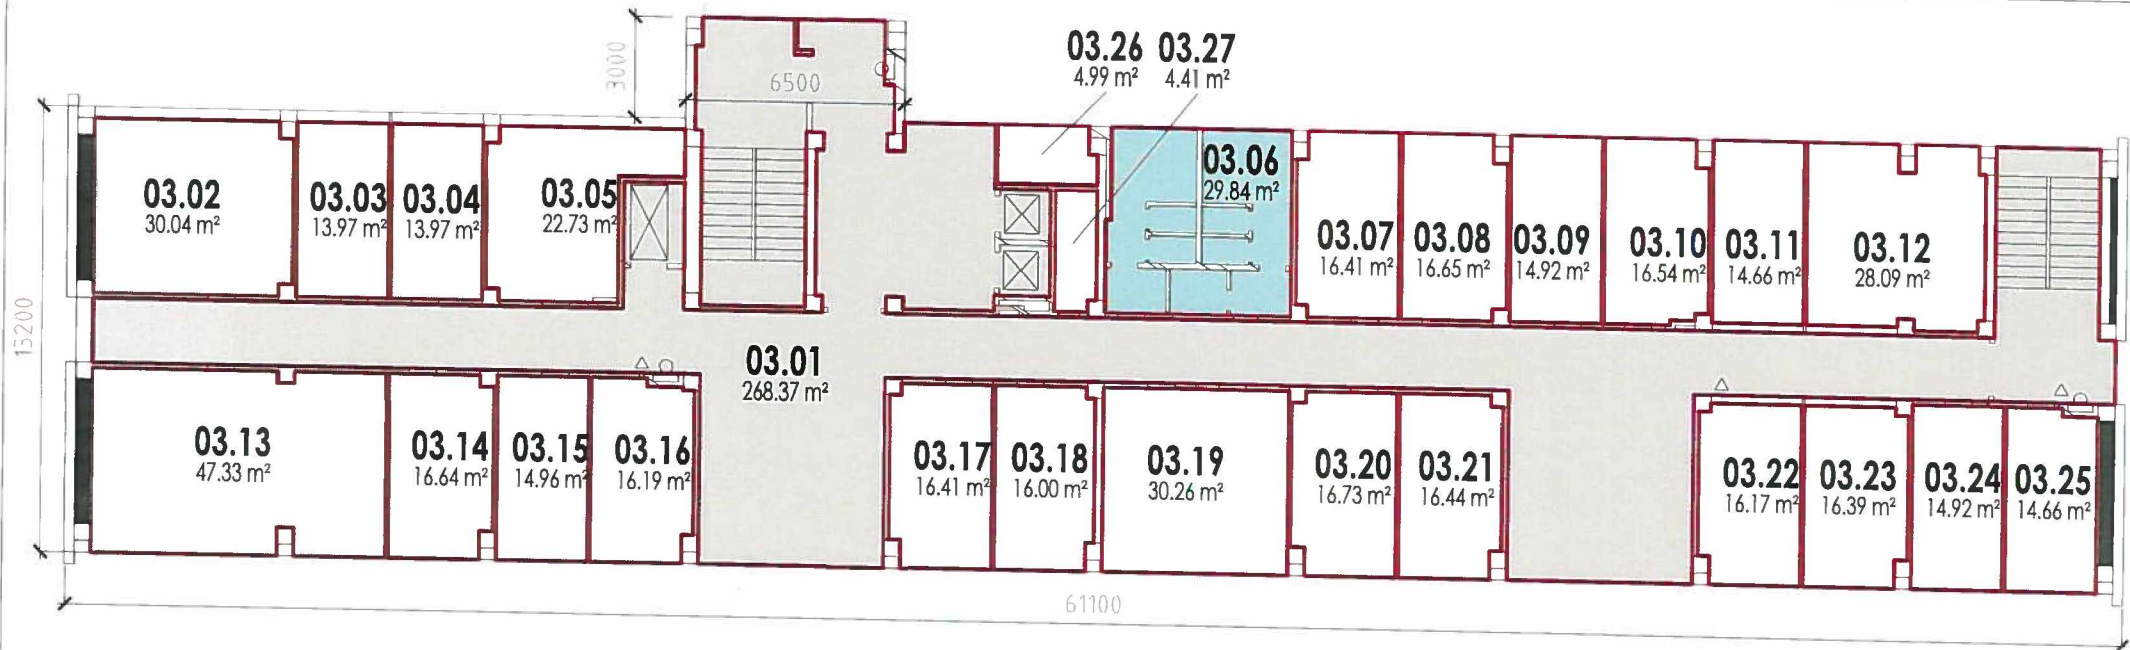 3000
6500
03.26 03.27
4.99 m² 4.41 m²
03.02
30.04 m²
03.03
13.97 m²
03.04
13.97 m²
03.05
22.73 m²
03.06
29.84 m²
03.07
16.41 m²
03.08
16.65 m²
03.09
14.92 m²
03.10
16.54 m²
03.11
14.66 m²
03.12
28.09 m²
13200
03.01
268.37 m²
03.13
47.33 m²
03.14
16.64 m²
03.15
14.96 m²
03.16
16.19 m²
03.17
16.41 m²
03.18
16.00 m²
03.19
30.26 m²
03.20
16.73 m²
03.21
16.44 m²
03.22
16.17 m²
03.23
16.39 m²
03.24
14.92 m²
03.25
14.66 m²
61100